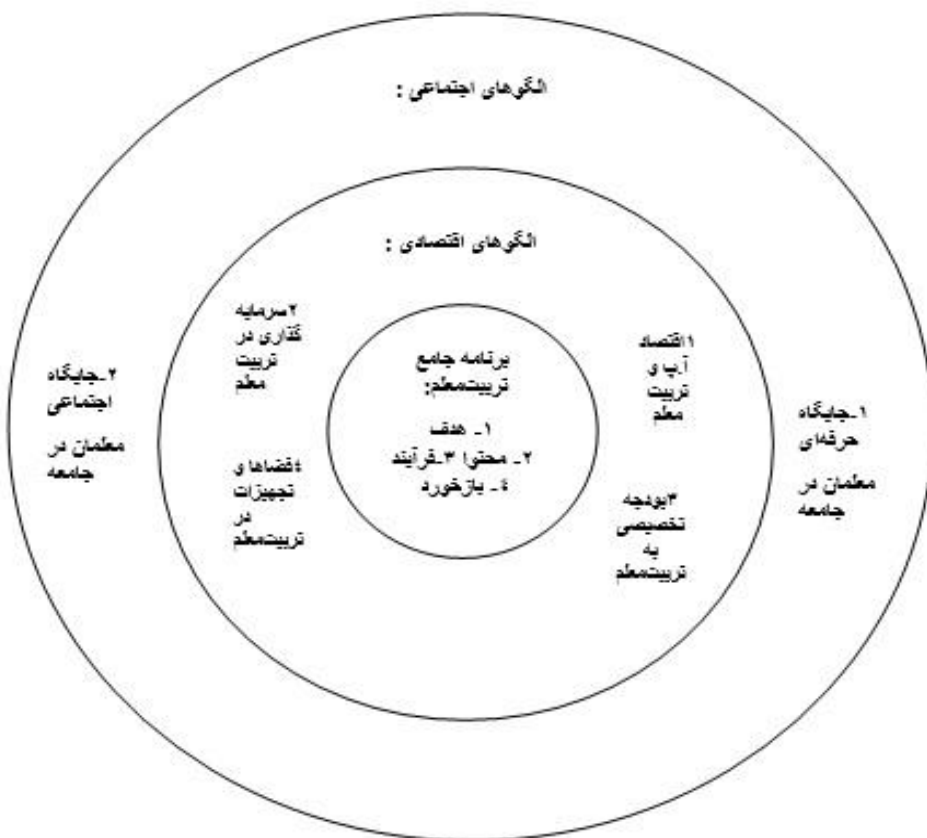 الگوهای اجتماعی :
الگوهای اقتصادی :
۱اقتصاد
آ.پ و
تربیت
معلم
۲سرمایه
گذاری در
تربیت
معلم
۳بودجه
تخصیصی
به
تربیت‌معلم
٤فضاها و
تجهیزات
در
تربیت‌معلم
برنامه جامع
تربیت‌معلم:
۱- هدف
۲- محتوا ۳-فرآیند
٤- بازخورد
۱-جایگاه
حرفه‌ای
معلمان در
جامعه
۲-جایگاه
اجتماعی
معلمان در
جامعه